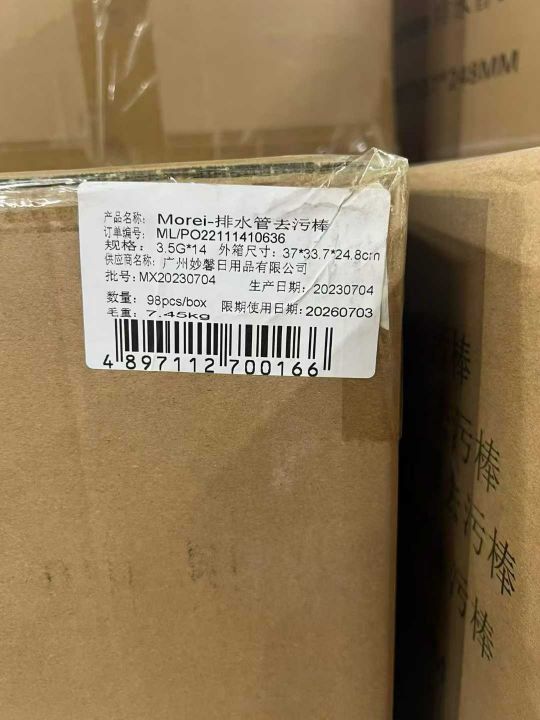 产品名称: Morei-排水管去污棒
订单编号: ML/PO22111410636
规格: 3.5G*14 外箱尺寸: 37*33.7*24.8cm
供应商名称: 广州妙馨日用品有限公司
批号: MX20230704 生产日期: 20230704
数量: 98pcs/box 限期使用日期: 20260703
毛重: 7.45kg
4 897112 700166
*248MM
棒
污棒
去污棒
污棒